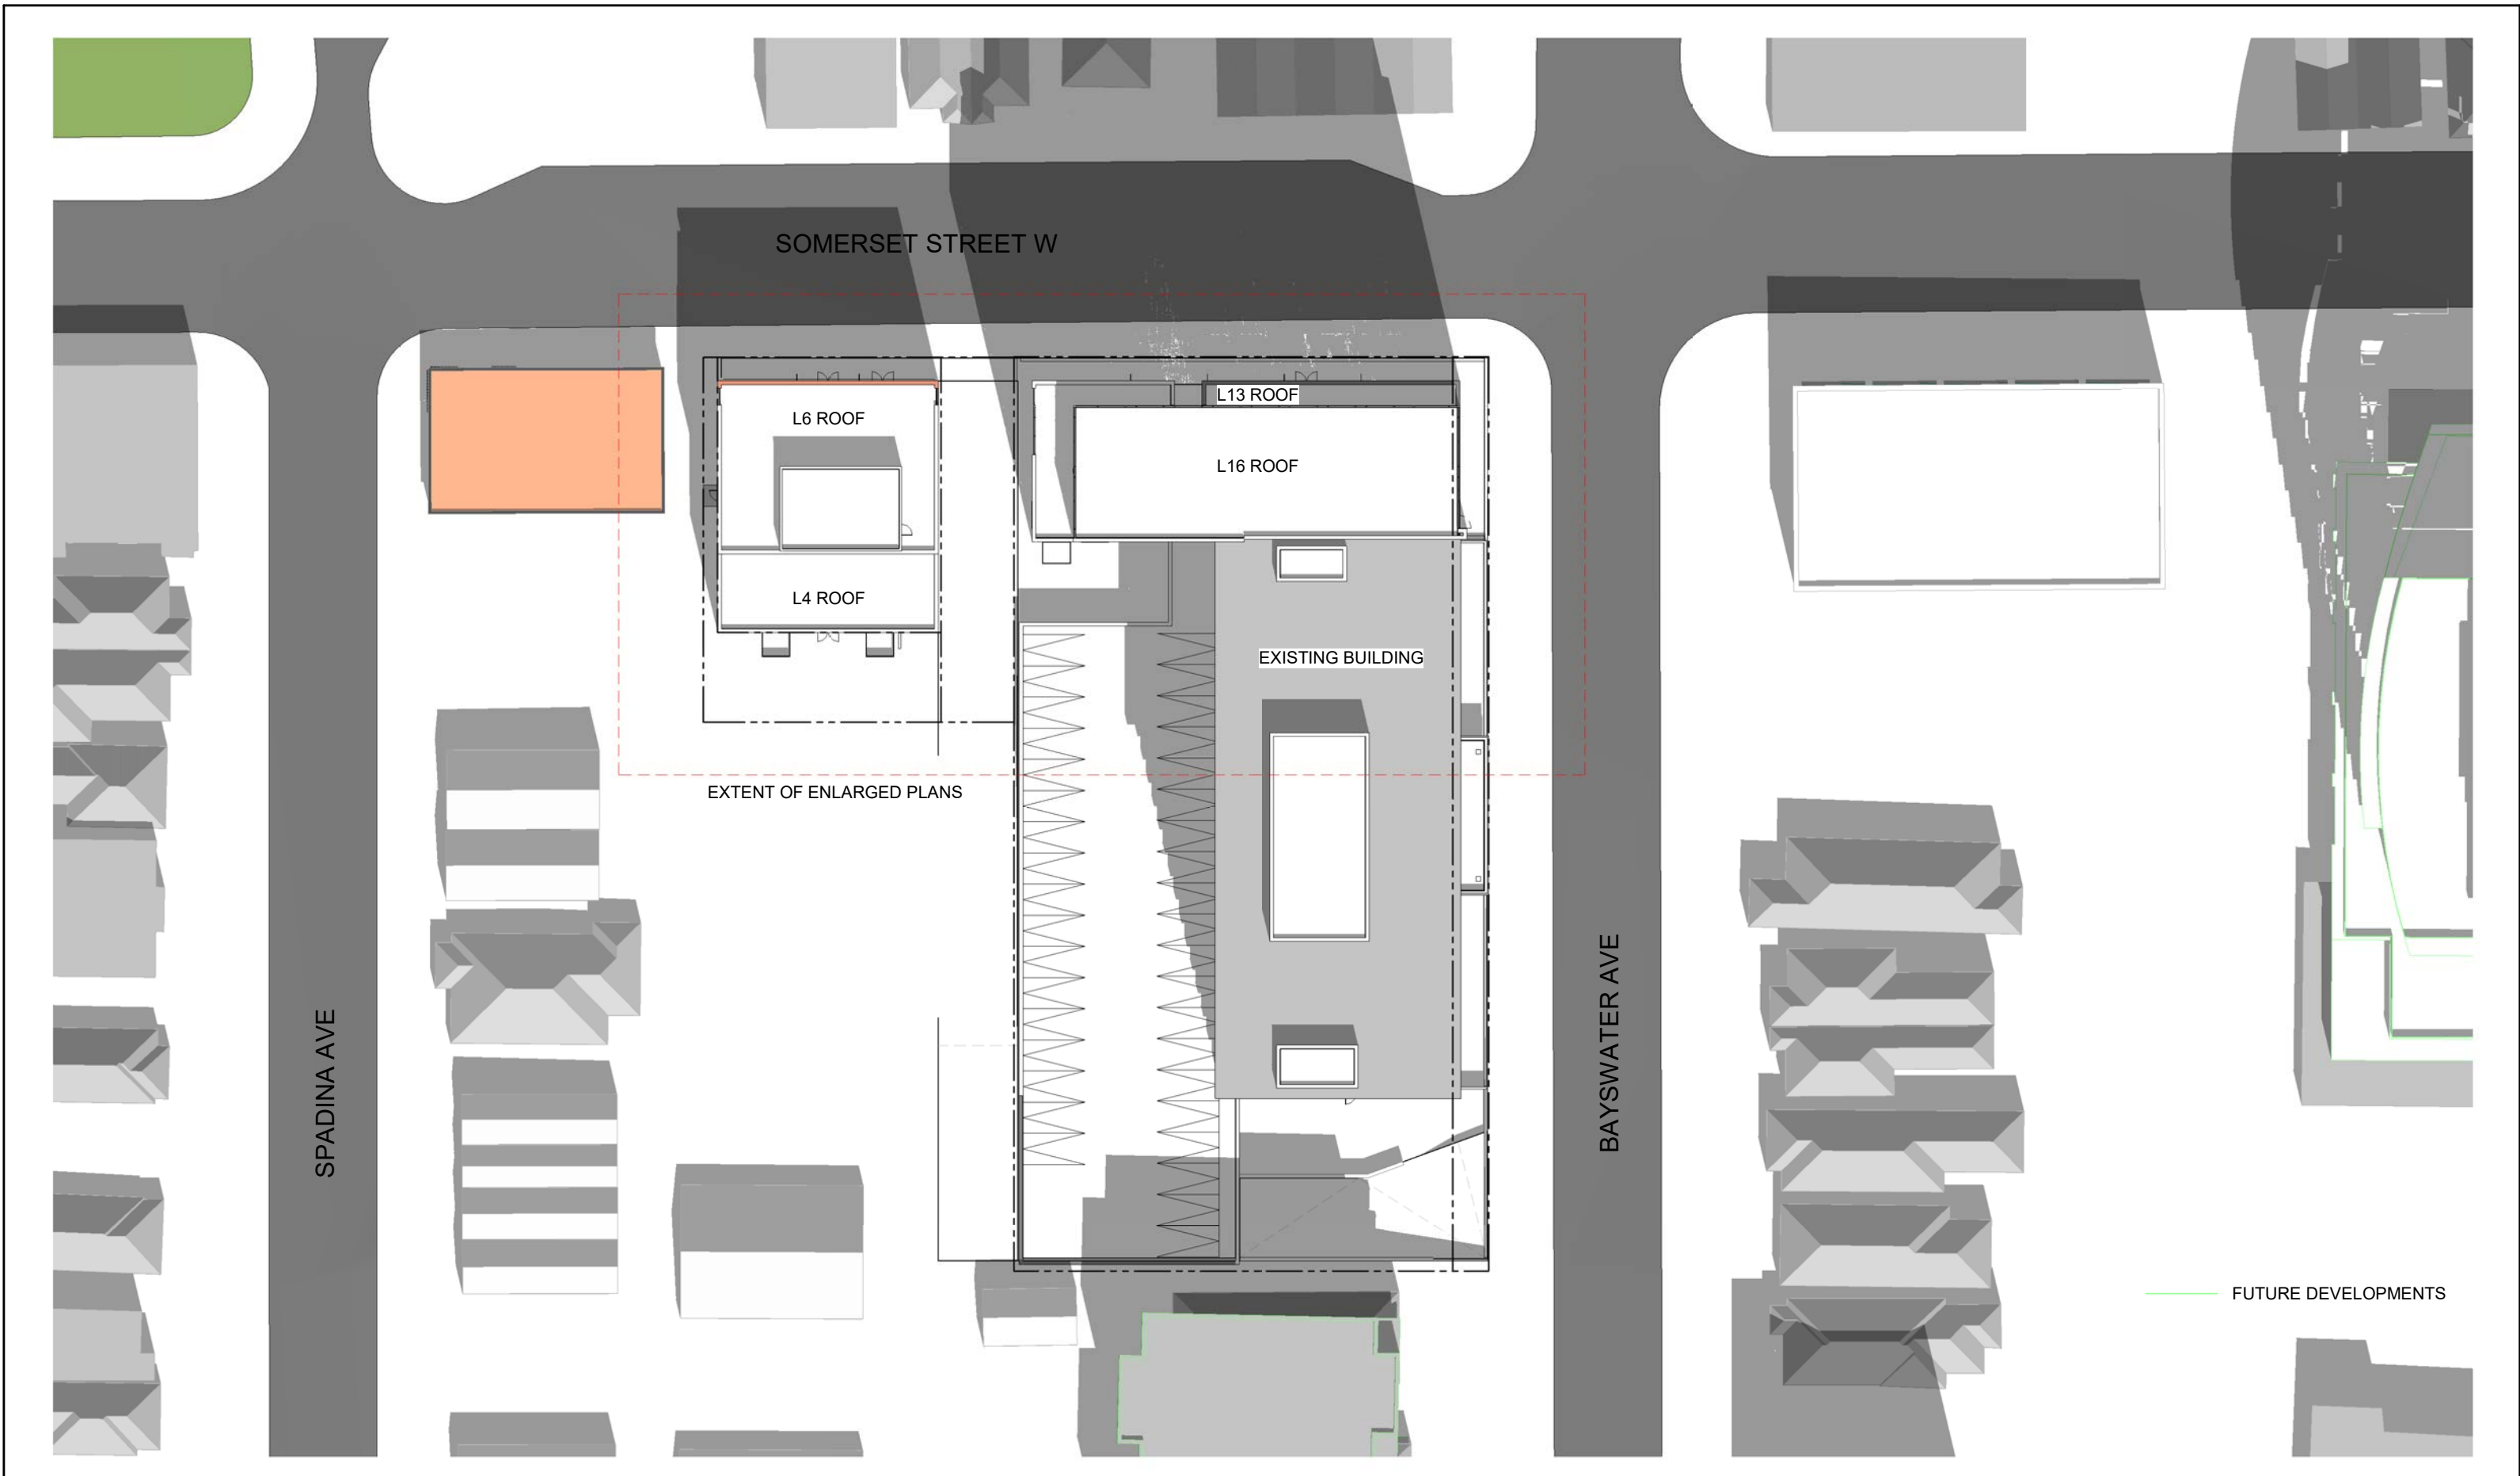 SOMERSET STREET W
L13 ROOF
L6 ROOF
L16 ROOF
L4 ROOF
EXISTING BUILDING
EXTENT OF ENLARGED PLANS
SPADINA AVE
BAYSWATER AVE
FUTURE DEVELOPMENTS